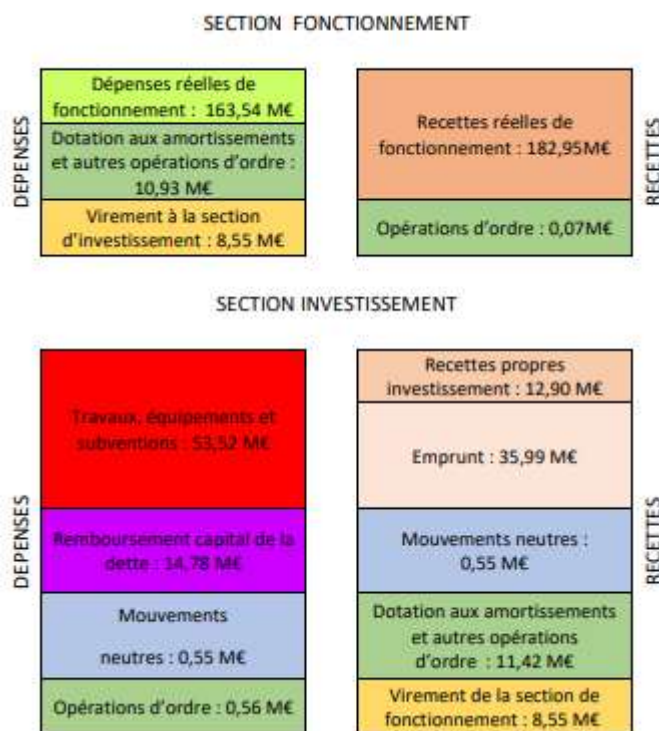 SECTION FONCTIONNEMENT
DEPENSES
Dépenses réelles de
fonctionnement : 163,54 M€
Dotation aux amortissements
et autres opérations d'ordre :
10,93 M€
Virement à la section
d'investissement : 8,55 M€
Recettes réelles de
fonctionnement : 182,95M€
Opérations d'ordre : 0,07M€
RECETTES
SECTION INVESTISSEMENT
DEPENSES
Travaux, équipements et
subventions : 53,52 M€
Remboursement capital de la
dette : 14,78 M€
Mouvements
neutres : 0,55 M€
Opérations d'ordre : 0,56 M€
Recettes propres
investissement : 12,90 M€
Emprunt : 35,99 M€
Mouvements neutres :
0,55 M€
Dotation aux amortissements
et autres opérations
d'ordre : 11,42 M€
Virement de la section de
fonctionnement : 8,55 M€
RECETTES